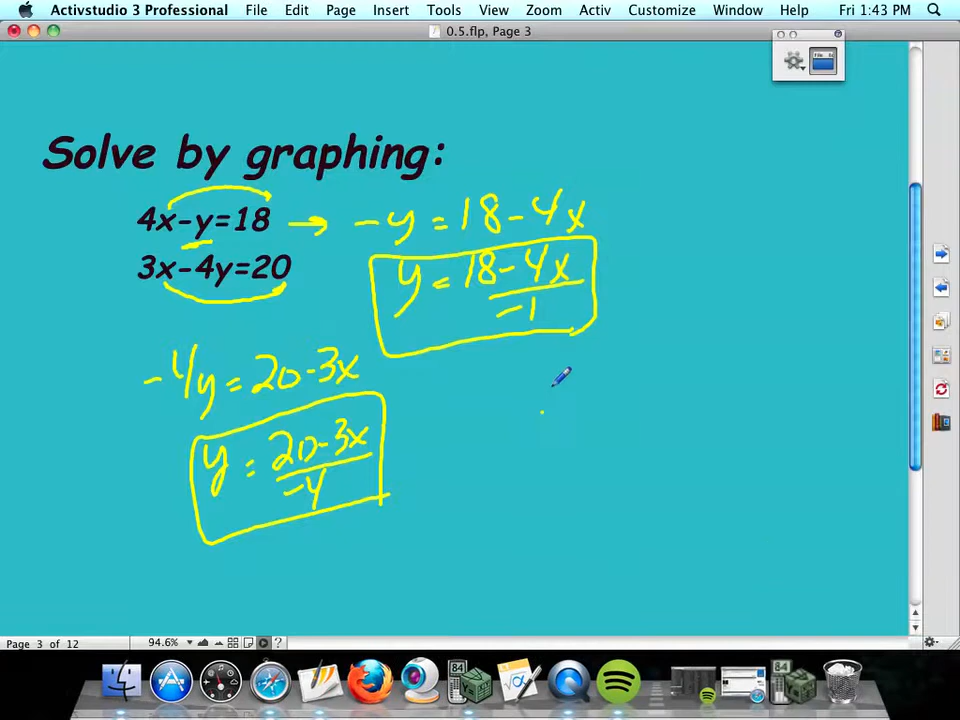 Activstudio 3 Professional File Edit Page Insert Tools View Zoom Activ Customize Window Help Fri 1:43 PM
0.5.flp, Page 3
Solve by graphing:
4x-y=18 → -y = 18-4x
3x-4y=20
y = 18-4x
-1
-4y = 20-3x
y = 20-3x
-4
Page 3 of 12 94.6% ?
84
Y=
84